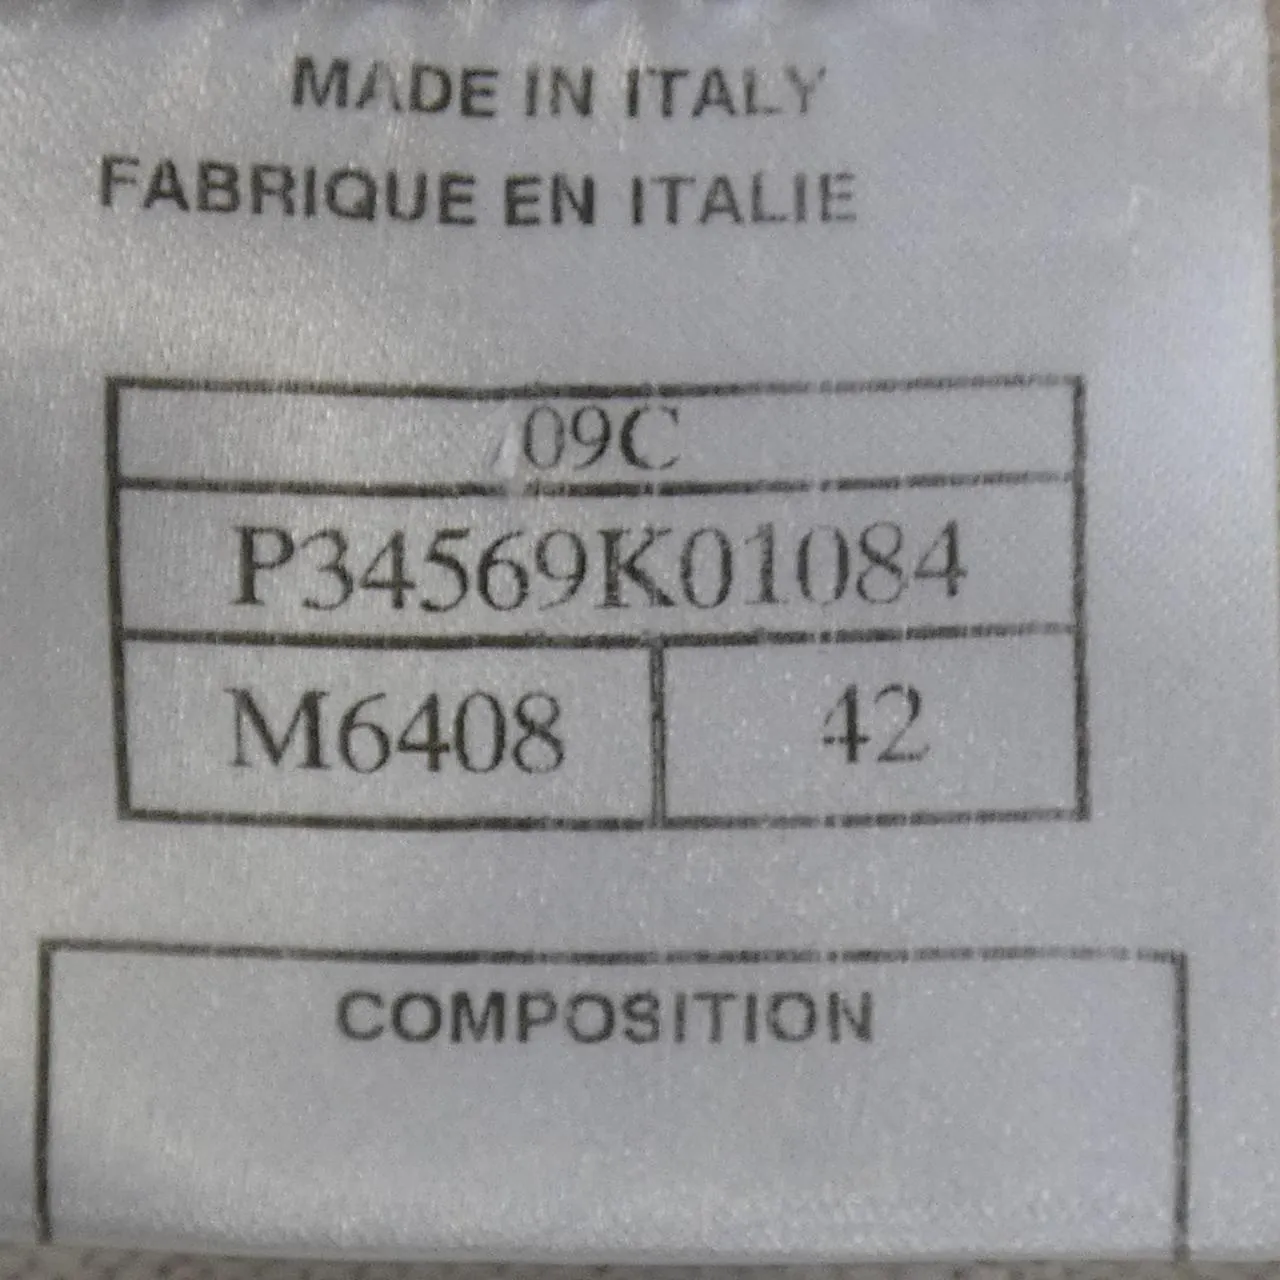 MADE IN ITALY
FABRIQUE EN ITALIE
09C
P34569K01084
M6408 42
COMPOSITION